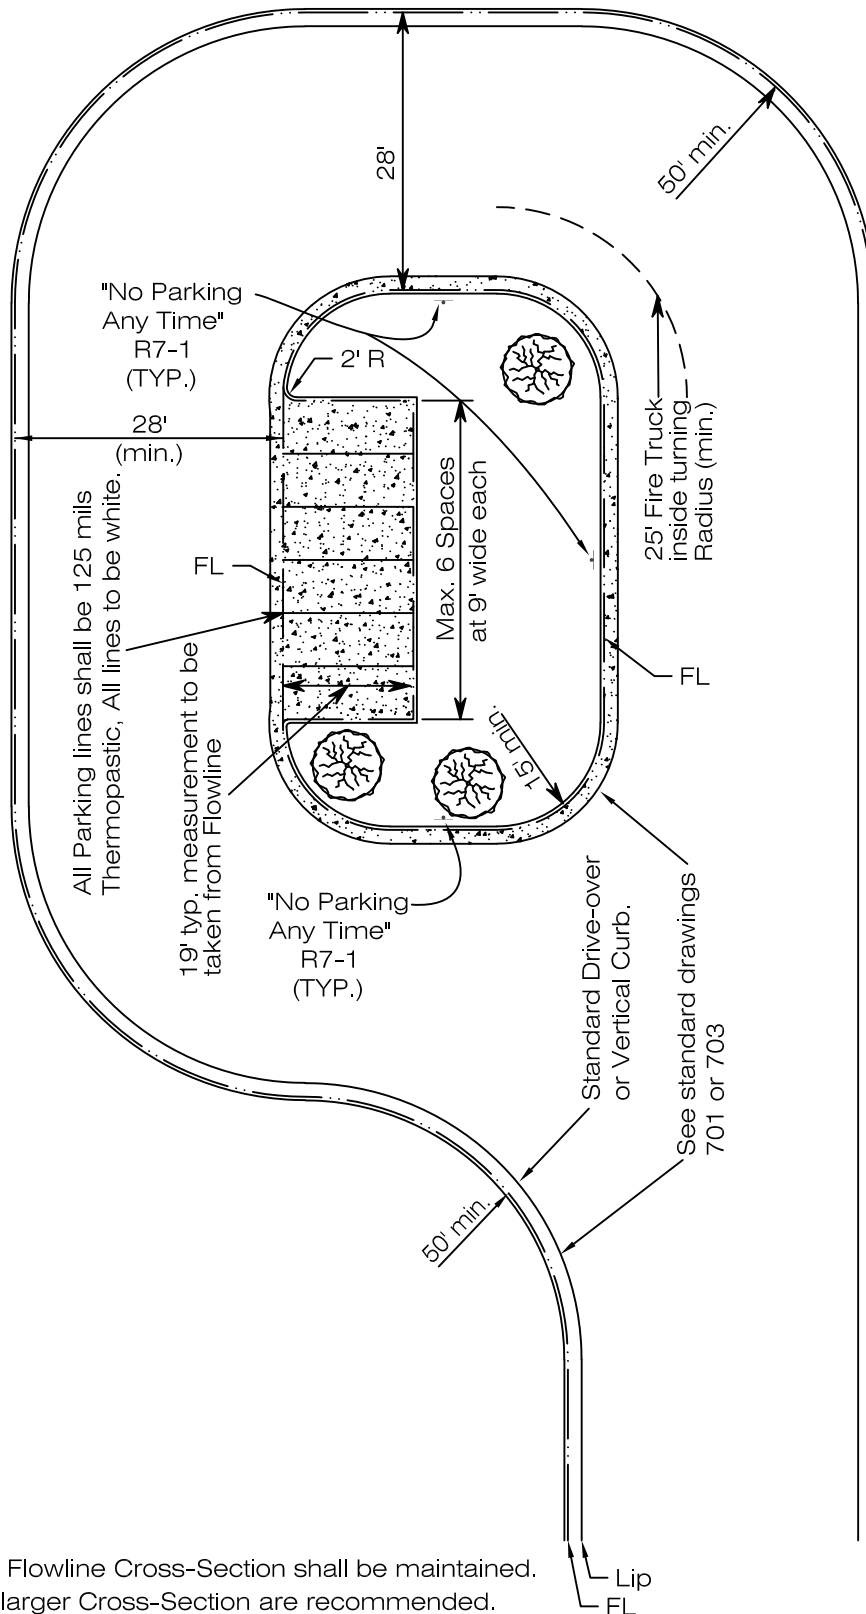 28'
50' min.
"No Parking
Any Time"
R7-1
(TYP.)
2' R
28'
(min.)
25' Fire Truck
inside turning
Radius (min.)
Max. 6 Spaces
at 9' wide each
All Parking lines shall be 125 mils
Thermopastic, All lines to be white.
FL
19' typ. measurement to be
taken from Flowline
FL
15' min.
"No Parking
Any Time"
R7-1
(TYP.)
Standard Drive-over
or Vertical Curb.
See standard drawings
701 or 703
50' min.
Flowline Cross-Section shall be maintained.
larger Cross-Section are recommended.
Lip
FL